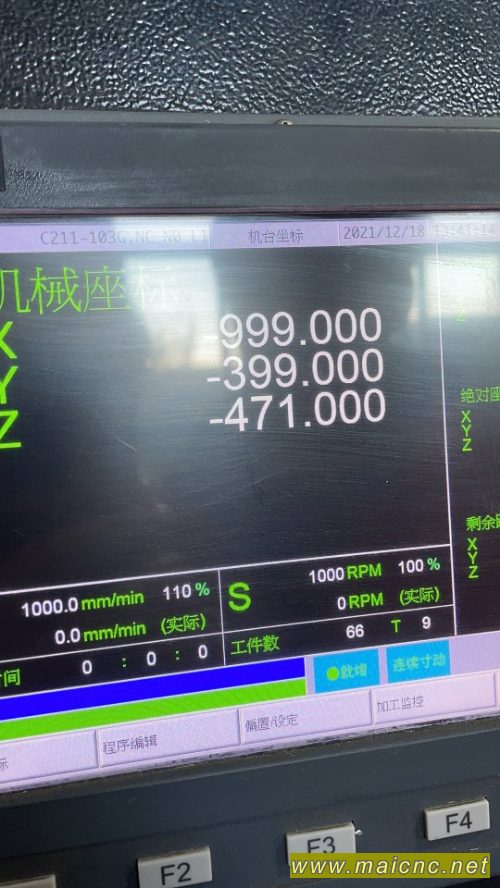 C211-103G.NC N0 L1 机台坐标 2021/12/18
机械座标
X 999.000
Y -399.000
Z -471.000
绝对座
X
Y
Z
剩余
X
Y
Z
1000.0 mm/min 110 %
0.0 mm/min (实际)
S 1000 RPM 100 %
0 RPM (实际)
时间 0 : 0 : 0
工件数 66 T 9
就绪 连续寸动
标 程序编辑 偏置/设定 加工监控
F2 F3 F4
www.maicnc.net